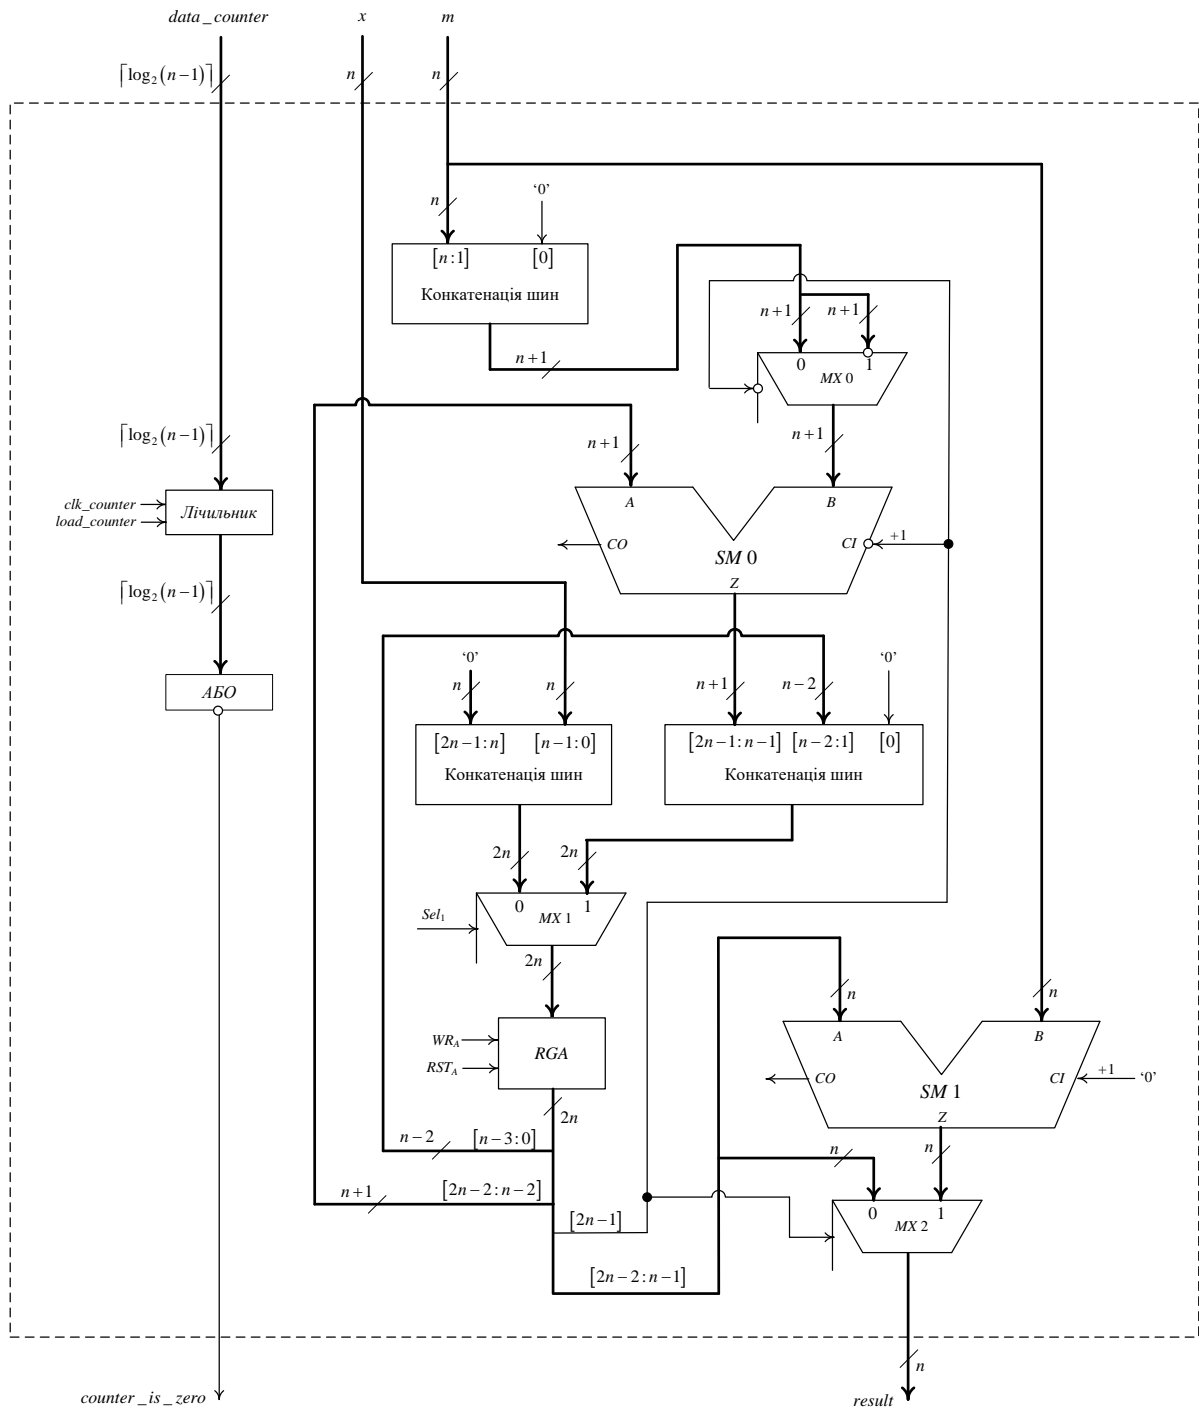 data_counter
x
m
⌈log₂(n−1)⌉
n
n
n
'0'
[n:1]
[0]
Конкатенація шин
n+1
n+1
n+1
0
1
MX 0
n+1
n+1
⌈log₂(n−1)⌉
clk_counter
load_counter
Лічильник
A
B
CO
SM 0
CI
+1
Z
⌈log₂(n−1)⌉
АБО
'0'
n
n
n+1
n−2
'0'
[2n−1:n]
[n−1:0]
Конкатенація шин
[2n−1:n−1]
[n−2:1]
[0]
Конкатенація шин
2n
2n
Sel₁
0
1
MX 1
2n
WR_A
RST_A
RGA
2n
n
n
A
B
CO
SM 1
CI
+1
'0'
Z
n−2
[n−3:0]
n+1
[2n−2:n−2]
[2n−1]
[2n−2:n−1]
n
n
0
1
MX 2
n
counter_is_zero
result